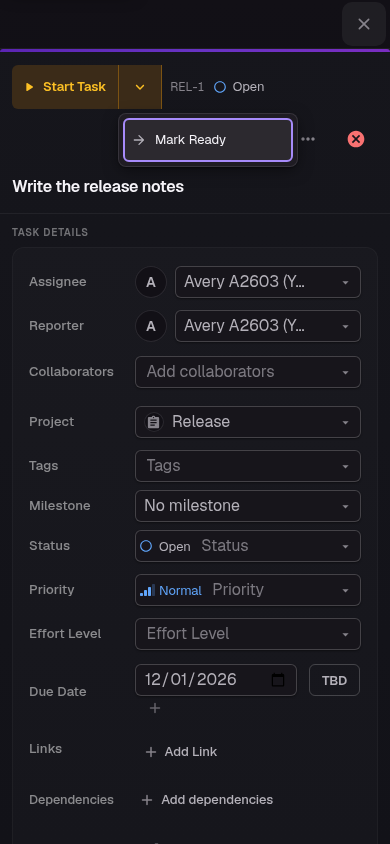 Start Task
REL-1 Open
Mark Ready
Write the release notes
TASK DETAILS
Assignee A Avery A2603 (Y...
Reporter A Avery A2603 (Y...
Collaborators Add collaborators
Project Release
Tags Tags
Milestone No milestone
Status Open Status
Priority Normal Priority
Effort Level Effort Level
Due Date 12/01/2026 TBD
Links + Add Link
Dependencies + Add dependencies